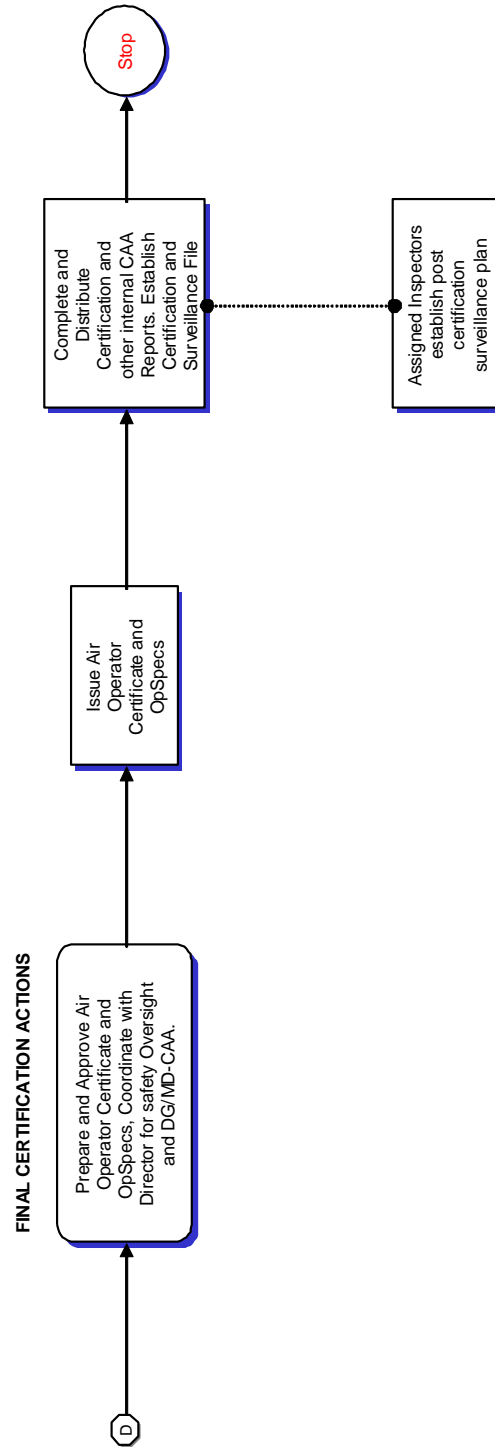 FINAL CERTIFICATION ACTIONS
D
Prepare and Approve Air
Operator Certificate and
OpSpecs, Coordinate with
Director for safety Oversight
and DG/MD-CAA.
Issue Air
Operator
Certificate and
OpSpecs
Complete and
Distribute
Certification and
other internal CAA
Reports. Establish
Certification and
Surveillance File
Stop
Assigned Inspectors
establish post
certification
surveillance plan